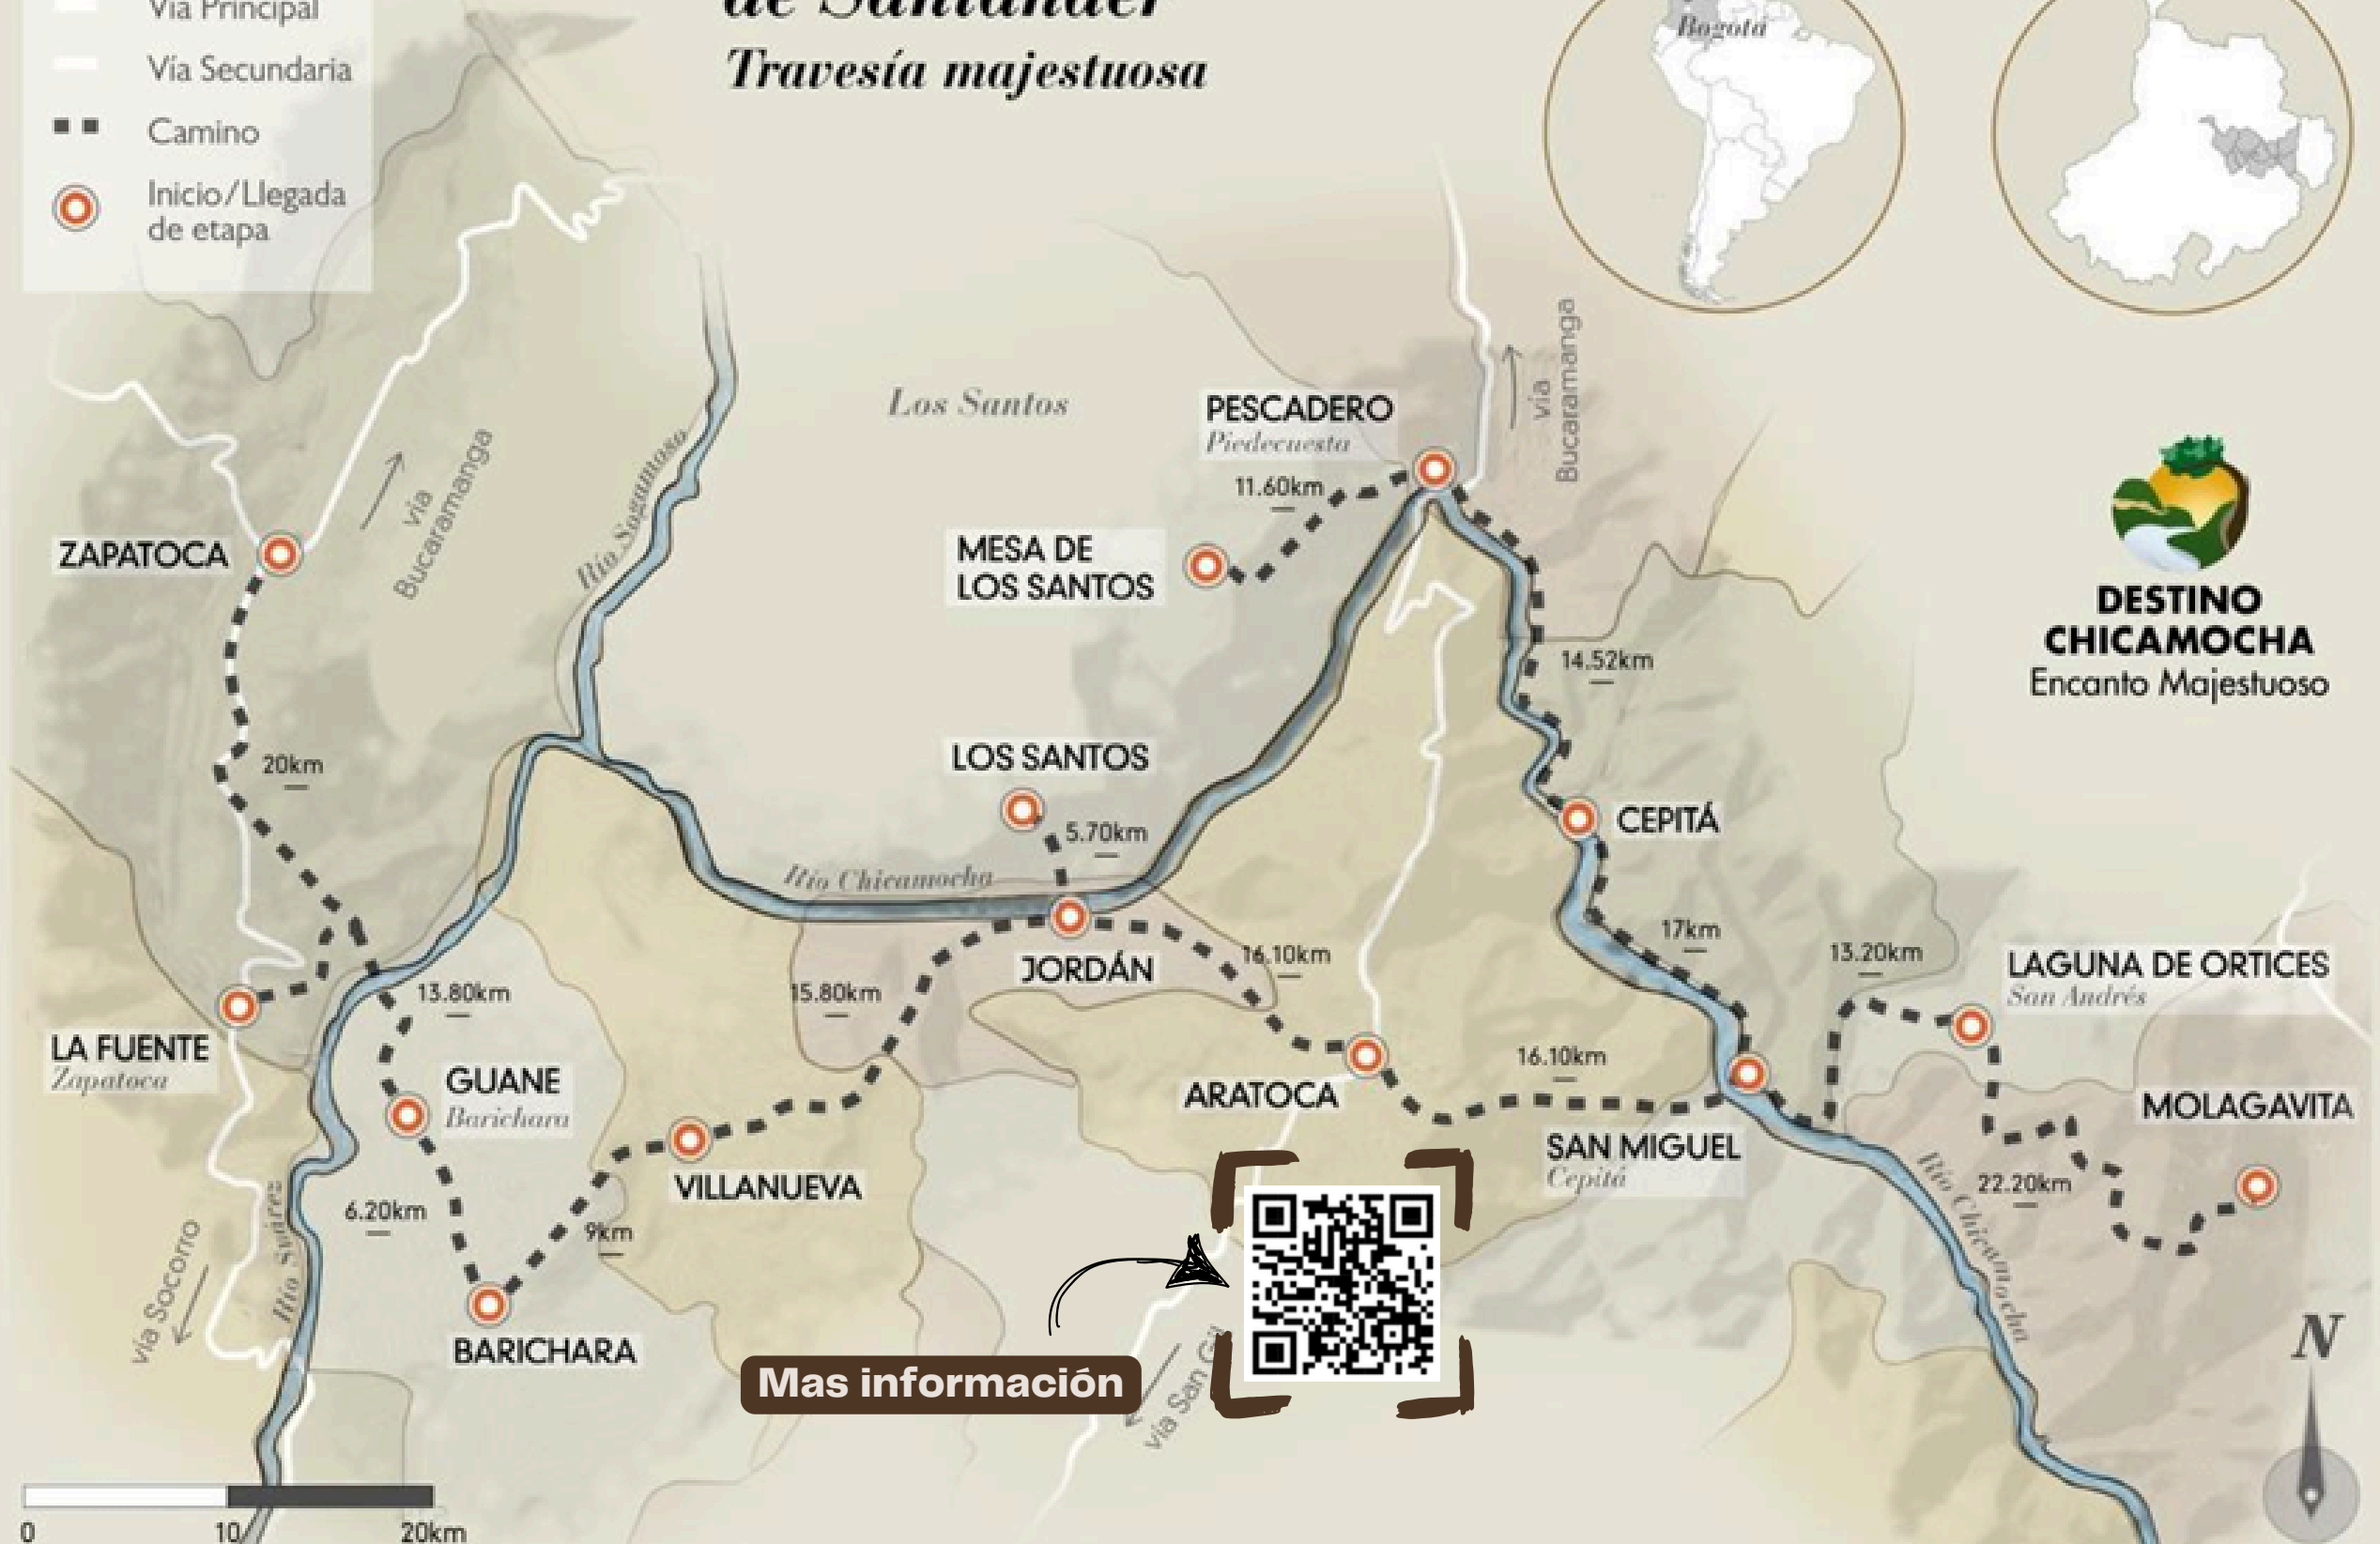 Vía Principal
Vía Secundaria
Camino
Inicio/Llegada
de etapa
de Santander
Travesía majestuosa
Bogotá
Los Santos
PESCADERO
Piedecuesta
11.60km
vía
Bucaramanga
MESA DE
LOS SANTOS
ZAPATOCA
vía
Bucaramanga
Río Sogamoso
DESTINO
CHICAMOCHA
Encanto Majestuoso
14.52km
20km
LOS SANTOS
5.70km
CEPITÁ
Río Chicamocha
JORDÁN
16.10km
17km
13.20km
LAGUNA DE ORTICES
San Andrés
13.80km
15.80km
LA FUENTE
Zapatoca
GUANE
Barichara
ARATOCA
16.10km
MOLAGAVITA
SAN MIGUEL
Cepitá
VILLANUEVA
22.20km
Río Chicamocha
6.20km
9km
Río Suárez
vía Socorro
BARICHARA
Mas información
vía San Gil
N
0 10 20km